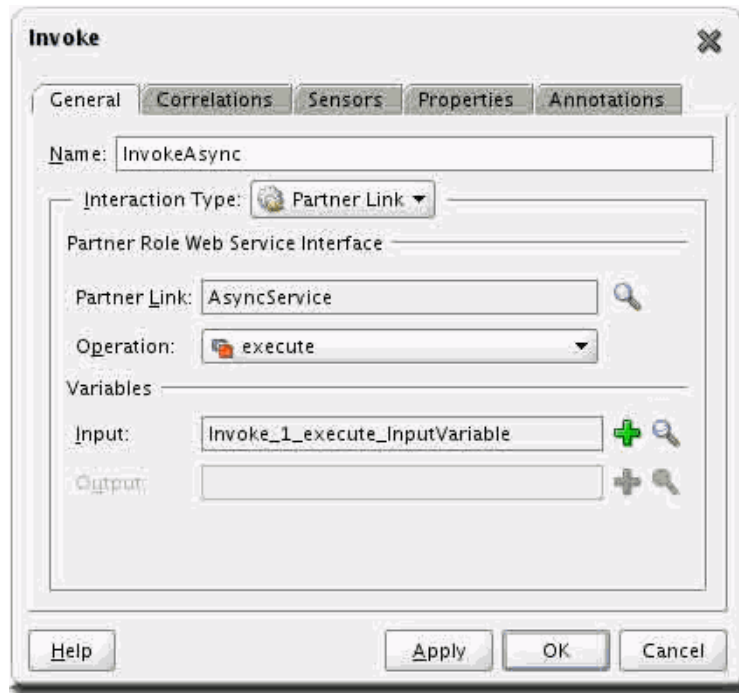 Invoke
General Correlations Sensors Properties Annotations
Name: InvokeAsync
Interaction Type: Partner Link
Partner Role Web Service Interface
Partner Link: AsyncService
Operation: execute
Variables
Input: Invoke_1_execute_InputVariable
Output:
Help Apply OK Cancel